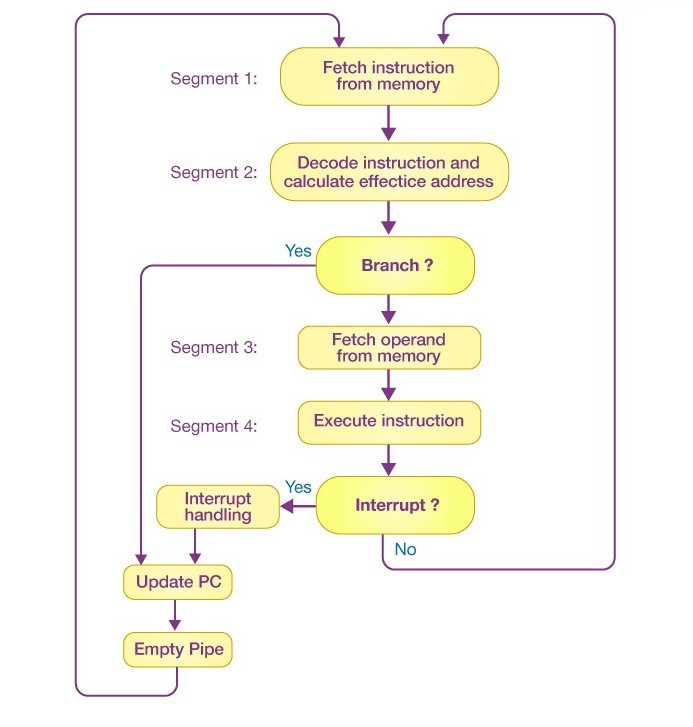 Segment 1:
Fetch instruction
from memory
Segment 2:
Decode instruction and
calculate effectice address
Yes
Branch ?
Segment 3:
Fetch operand
from memory
Segment 4:
Execute instruction
Yes
Interrupt
handling
Interrupt ?
No
Update PC
Empty Pipe